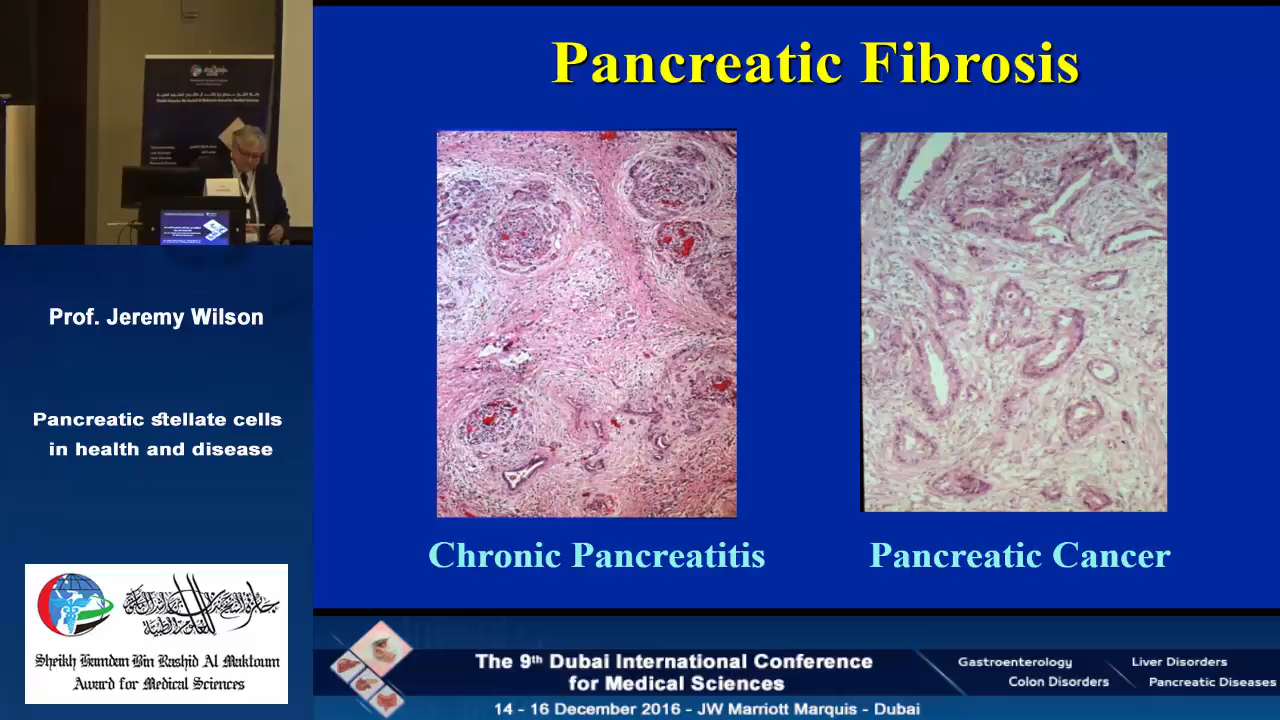 Pancreatic Fibrosis
Chronic Pancreatitis
Pancreatic Cancer
Prof. Jeremy Wilson
Pancreatic stellate cells
in health and disease
Sheikh Hamdan Bin Rashid Al Maktoum
Award for Medical Sciences
The 9th Dubai International Conference
for Medical Sciences
14 - 16 December 2016 - JW Marriott Marquis - Dubai
Gastroenterology
Liver Disorders
Colon Disorders
Pancreatic Diseases